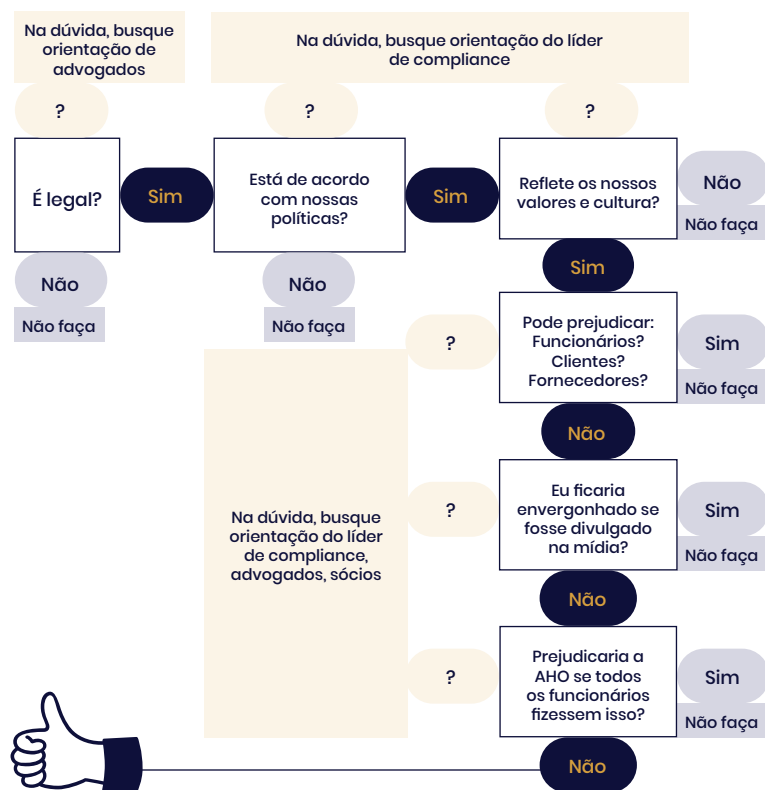 Na dúvida, busque
orientação de
advogados
Na dúvida, busque orientação do líder
de compliance
?
?
?
É legal?
Sim
Está de acordo
com nossas
políticas?
Sim
Reflete os nossos
valores e cultura?
Não
Não faça
Não
Não faça
Não
Não faça
Sim
?
Pode prejudicar:
Funcionários?
Clientes?
Fornecedores?
Sim
Não faça
Não
Na dúvida, busque
orientação do líder
de compliance,
advogados, sócios
?
Eu ficaria
envergonhado se
fosse divulgado
na mídia?
Sim
Não faça
Não
?
Prejudicaria a
AHO se todos
os funcionários
fizessem isso?
Sim
Não faça
Não